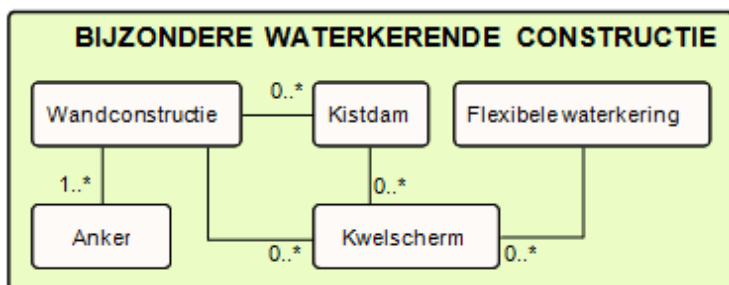 BIJZONDERE WATERKERENDE CONSTRUCTIE
0..*
Wandconstructie
Kistdam
Flexibele waterkering
1..*
0..*
Anker
Kwelscherm
0..*
0..*